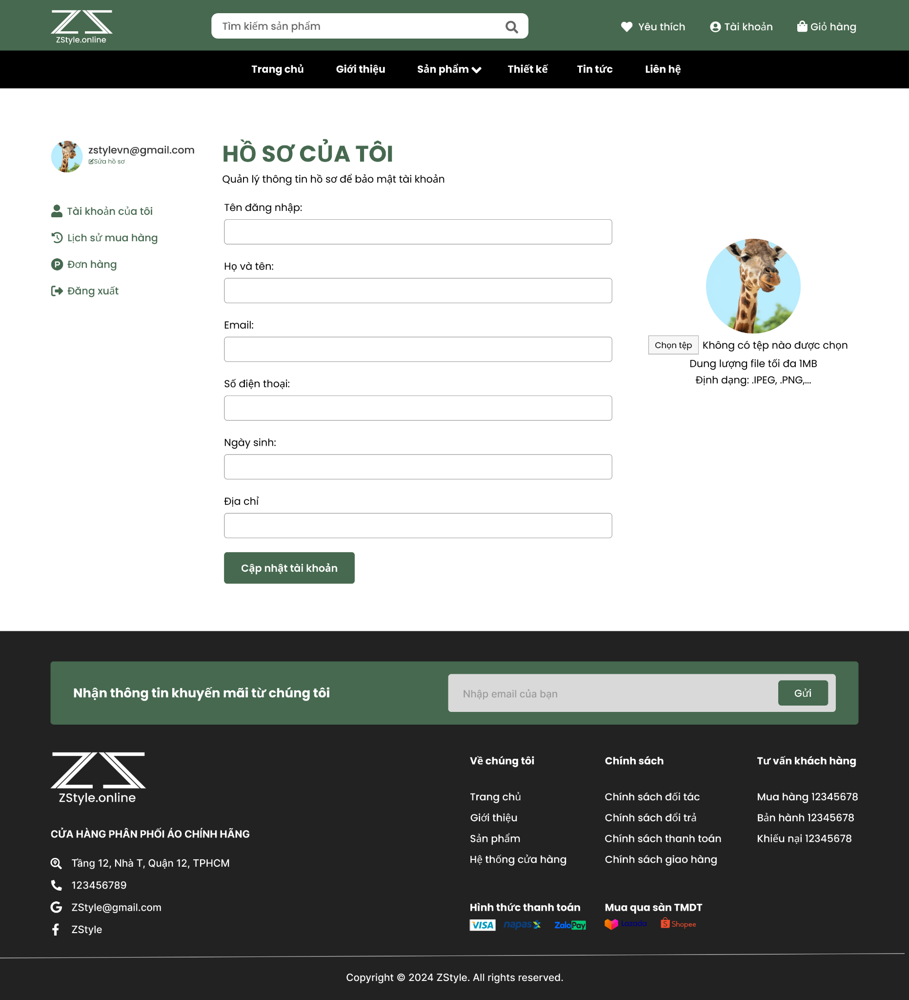 ZStyle.online
Tìm kiếm sản phẩm
Yêu thích
Tài khoản
Giỏ hàng
Trang chủ
Giới thiệu
Sản phẩm
Thiết kế
Tin tức
Liên hệ
zstylevn@gmail.com
Sửa hồ sơ
Tài khoản của tôi
Lịch sử mua hàng
Đơn hàng
Đăng xuất
HỒ SƠ CỦA TÔI
Quản lý thông tin hồ sơ để bảo mật tài khoản
Tên đăng nhập:
Họ và tên:
Email:
Số điện thoại:
Ngày sinh:
Địa chỉ
Cập nhật tài khoản
Chọn tệp Không có tệp nào được chọn
Dung lượng file tối đa 1MB
Định dạng: .IPEG, .PNG,...
Nhận thông tin khuyến mãi từ chúng tôi
Nhập email của bạn
Gửi
ZStyle.online
CỬA HÀNG PHÂN PHỐI ÁO CHÍNH HÃNG
Tầng 12, Nhà T, Quận 12, TPHCM
123456789
ZStyle@gmail.com
ZStyle
Về chúng tôi
Trang chủ
Giới thiệu
Sản phẩm
Hệ thống cửa hàng
Chính sách
Chính sách đối tác
Chính sách đổi trả
Chính sách thanh toán
Chính sách giao hàng
Tư vấn khách hàng
Mua hàng 12345678
Bản hành 12345678
Khiếu nại 12345678
Hình thức thanh toán
VISA
napas
ZaloPay
Mua qua sàn TMDT
Lazada
Shopee
Copyright © 2024 ZStyle. All rights reserved.